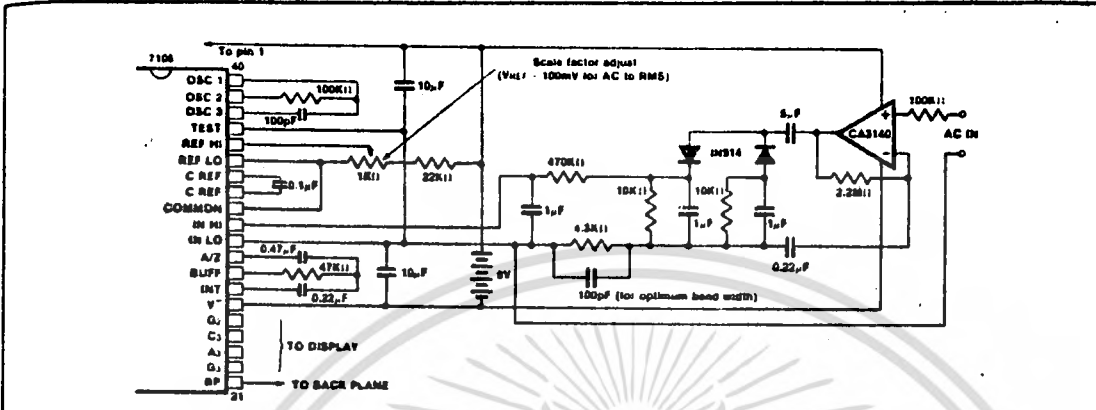 To pin 1
7106
40
OSC 1
OSC 2
OSC 3
TEST
REF HI
REF LO
C REF
C REF
COMMON
IN HI
IN LO
A/Z
BUFF
INT
V-
G2
C3
A3
G3
BP
21
100KΩ
100pF
0.1µF
0.47µF
47KΩ
0.22µF
TO DISPLAY
TO BACK PLANE
10µF
Scale factor adjust
(VREF - 100mV for AC to RMS)
1KΩ
22KΩ
10µF
9V
470KΩ
1µF
4.3KΩ
100pF (for optimum band width)
10KΩ
1µF
IN914
10KΩ
1µF
5µF
CA3140
+
-
100KΩ
AC IN
2.2MΩ
0.22µF